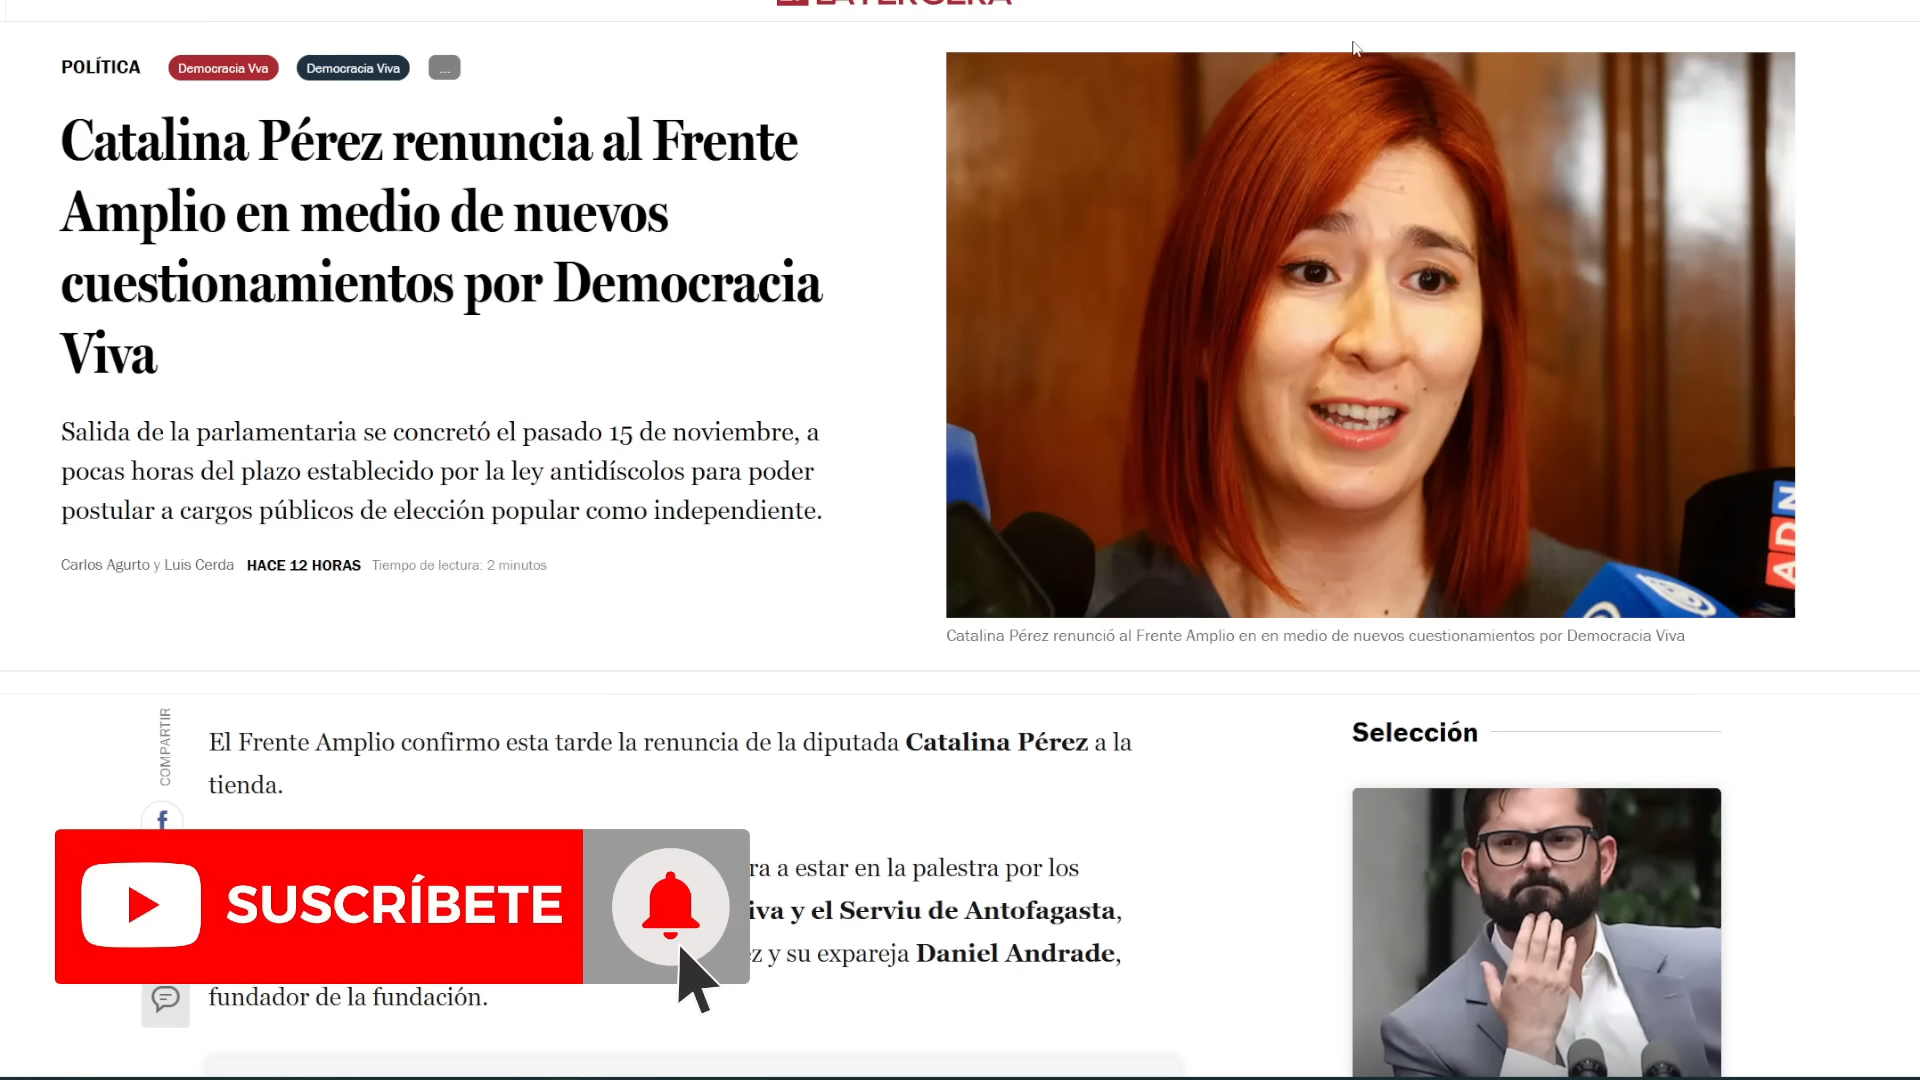 LA TERCERA
POLÍTICA
Democracia Vva
Democracia Viva
...
Catalina Pérez renuncia al Frente
Amplio en medio de nuevos
cuestionamientos por Democracia
Viva
Salida de la parlamentaria se concretó el pasado 15 de noviembre, a
pocas horas del plazo establecido por la ley antidíscolos para poder
postular a cargos públicos de elección popular como independiente.
Carlos Agurto y Luis Cerda HACE 12 HORAS Tiempo de lectura: 2 minutos
ADN
Catalina Pérez renunció al Frente Amplio en en medio de nuevos cuestionamientos por Democracia Viva
COMPARTIR
El Frente Amplio confirmo esta tarde la renuncia de la diputada Catalina Pérez a la
tienda.
ra a estar en la palestra por los
iva y el Serviu de Antofagasta,
z y su expareja Daniel Andrade,
fundador de la fundación.
SUSCRÍBETE
Selección